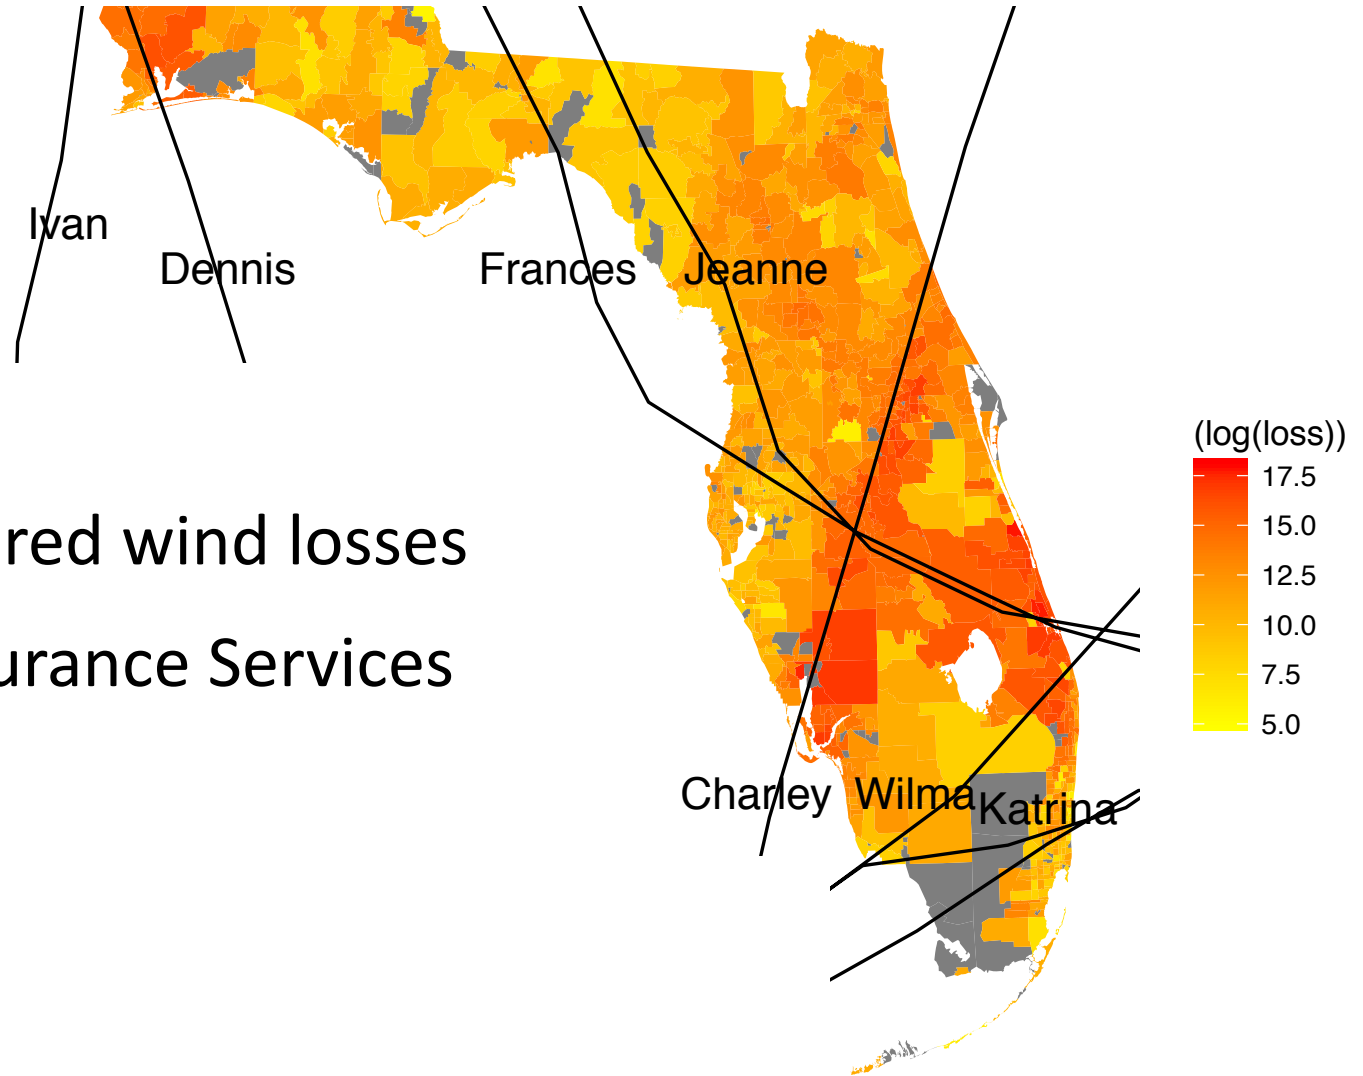 Ivan
Dennis
Frances
Jeanne
red wind losses
urance Services
Charley
Wilma
Katrina
(log(loss))
17.5
15.0
12.5
10.0
7.5
5.0